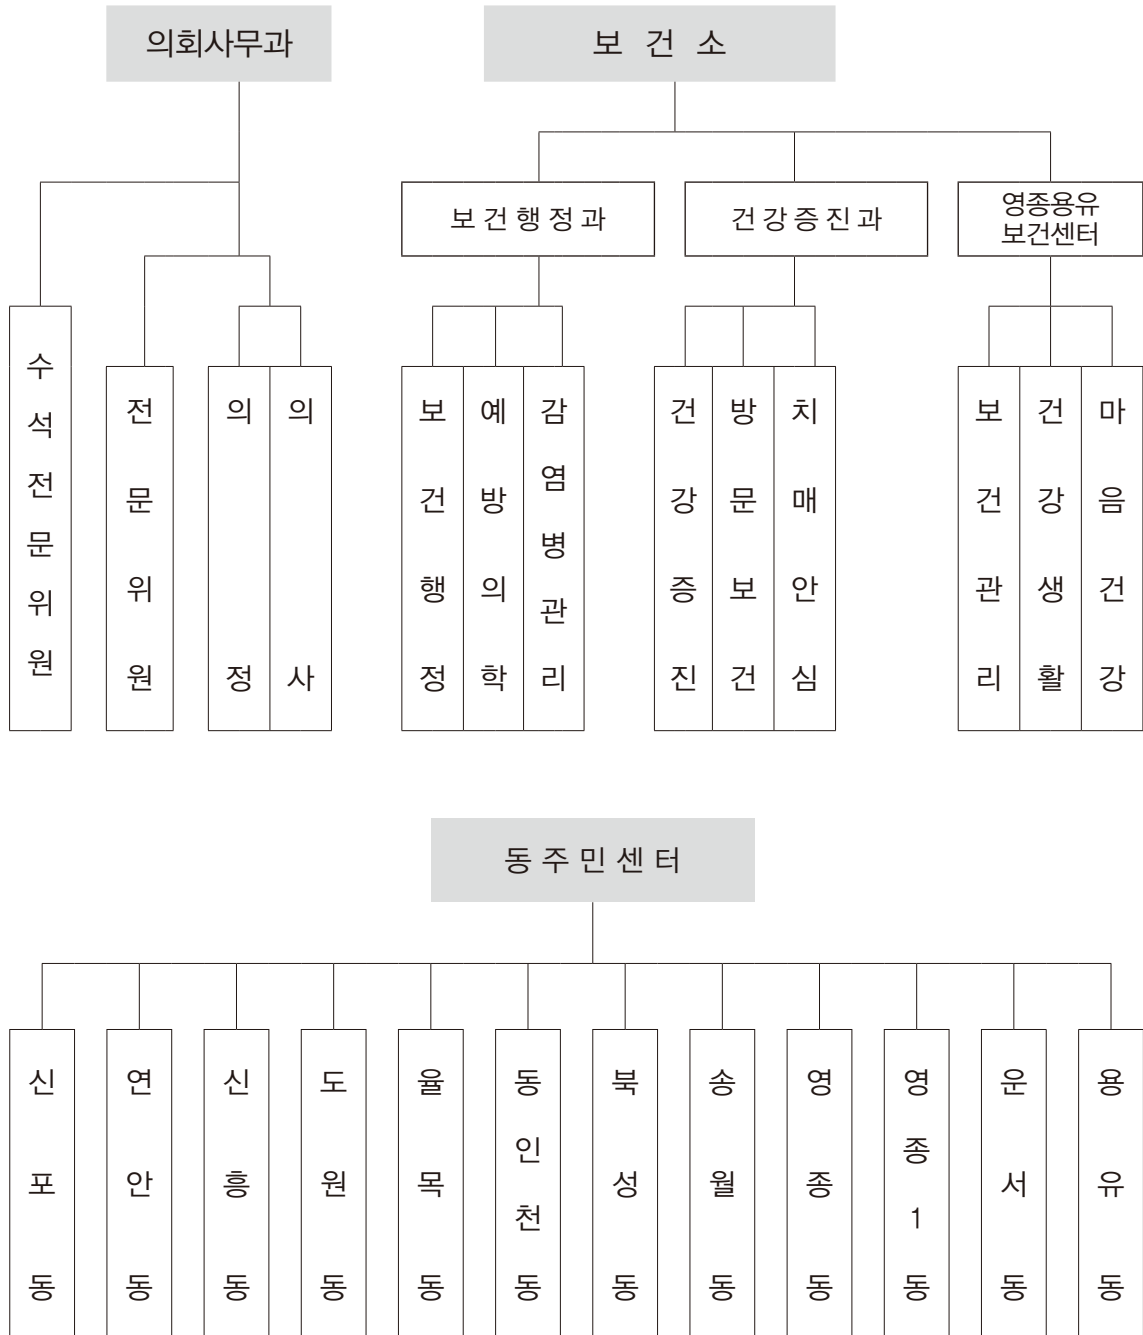 의회사무과
보 건 소
보건행정과
건강증진과
영종용유
보건센터
수석전문위원
전문위원
의정
의사
보건행정
예방의학
감염병관리
건강증진
방문보건
치매안심
보건관리
건강생활
마음건강
동주민센터
신포동
연안동
신흥동
도원동
율목동
동인천동
북성동
송월동
영종동
영종1동
운서동
용유동